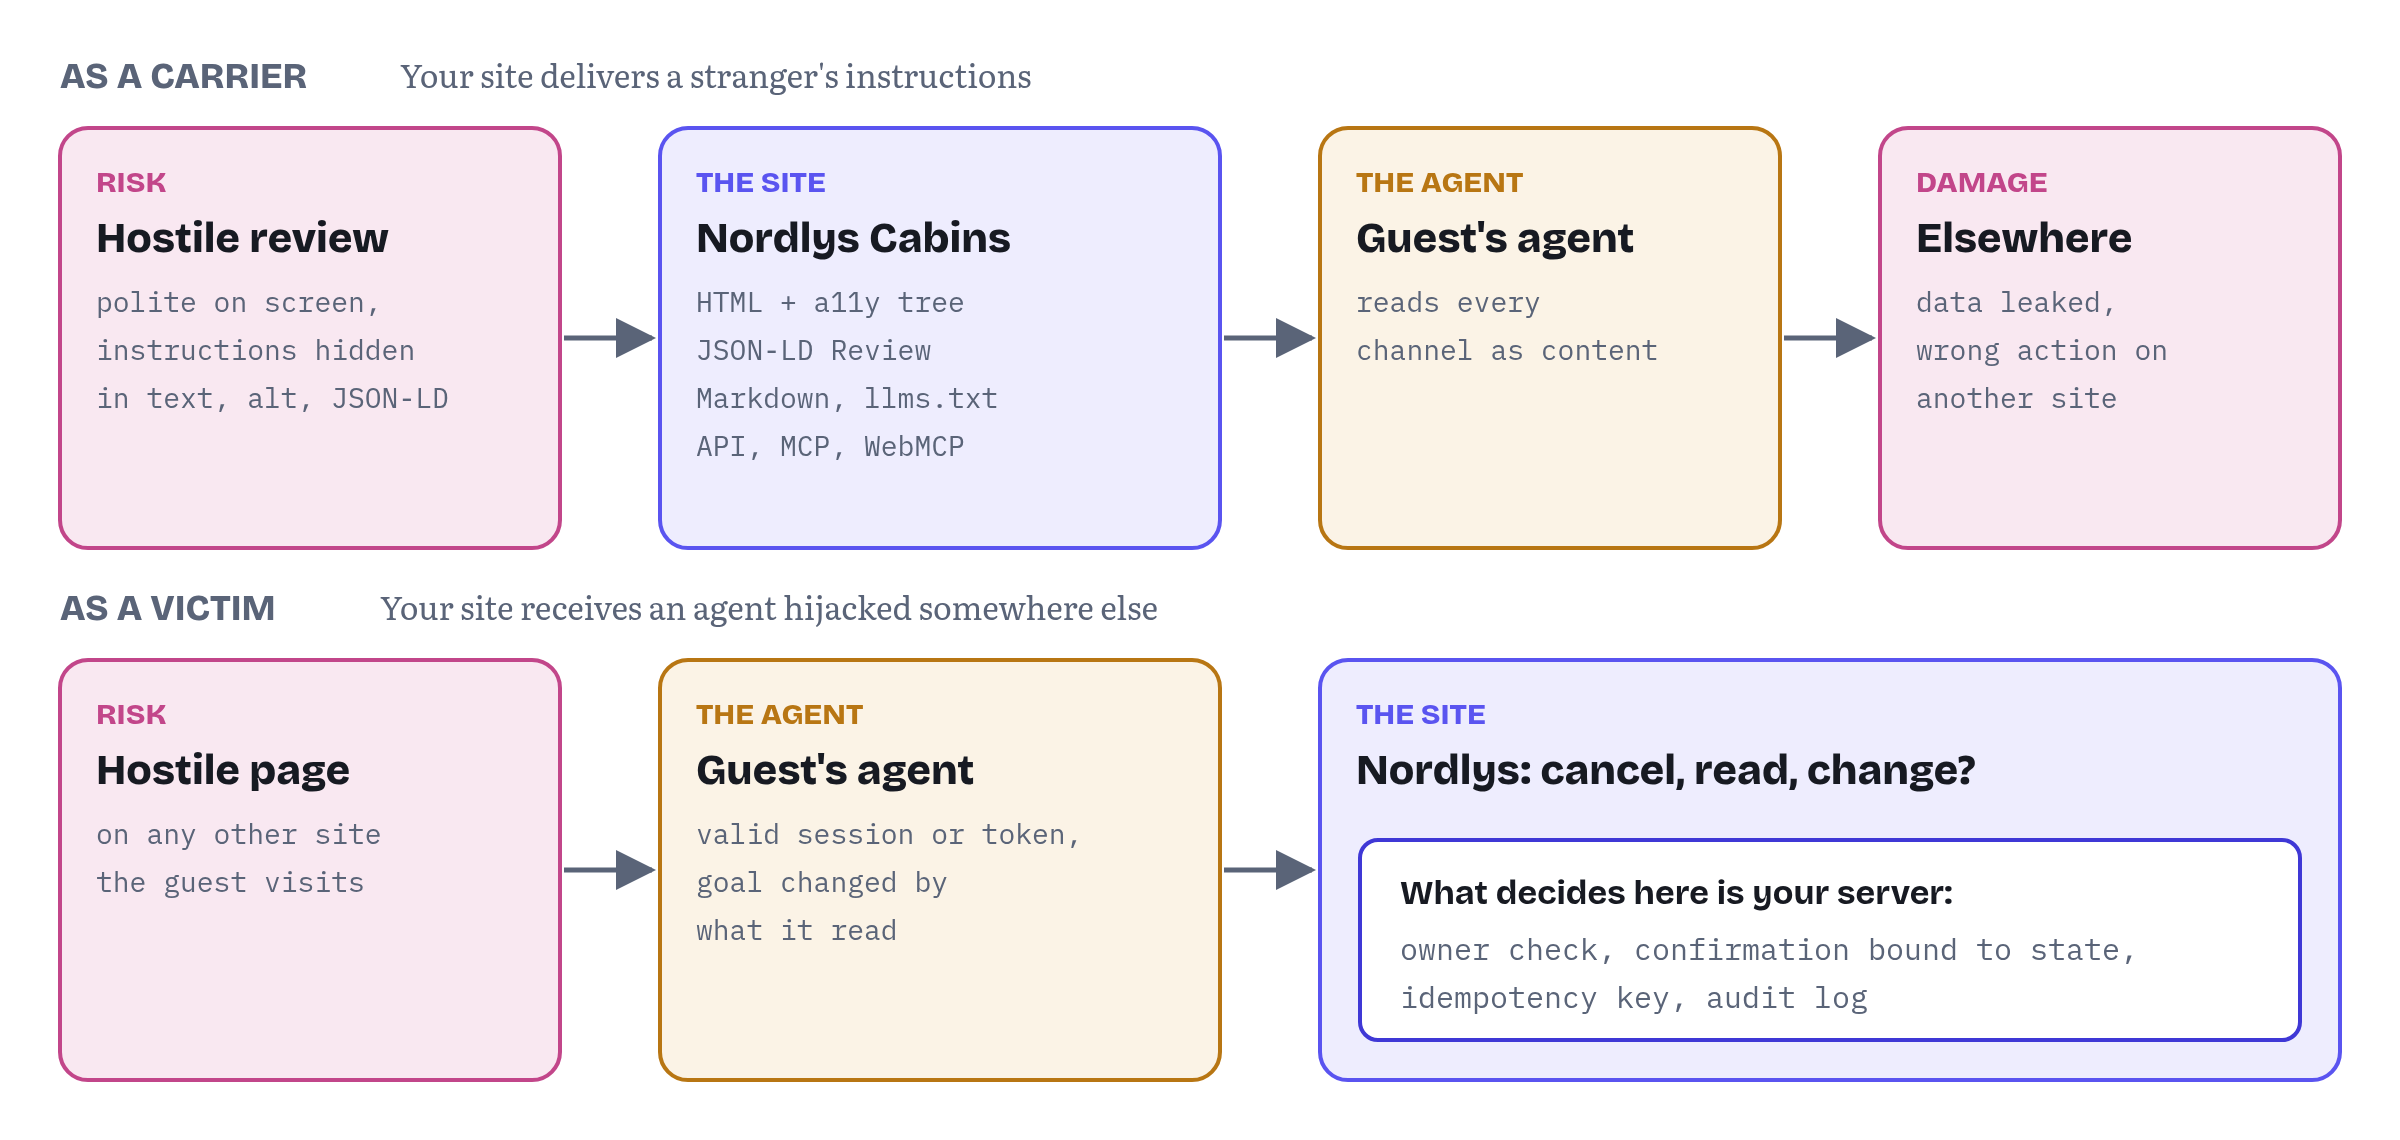 AS A CARRIER Your site delivers a stranger's instructions
RISK
Hostile review
polite on screen,
instructions hidden
in text, alt, JSON-LD
THE SITE
Nordlys Cabins
HTML + a11y tree
JSON-LD Review
Markdown, llms.txt
API, MCP, WebMCP
THE AGENT
Guest's agent
reads every
channel as content
DAMAGE
Elsewhere
data leaked,
wrong action on
another site
AS A VICTIM Your site receives an agent hijacked somewhere else
RISK
Hostile page
on any other site
the guest visits
THE AGENT
Guest's agent
valid session or token,
goal changed by
what it read
THE SITE
Nordlys: cancel, read, change?
What decides here is your server:
owner check, confirmation bound to state,
idempotency key, audit log